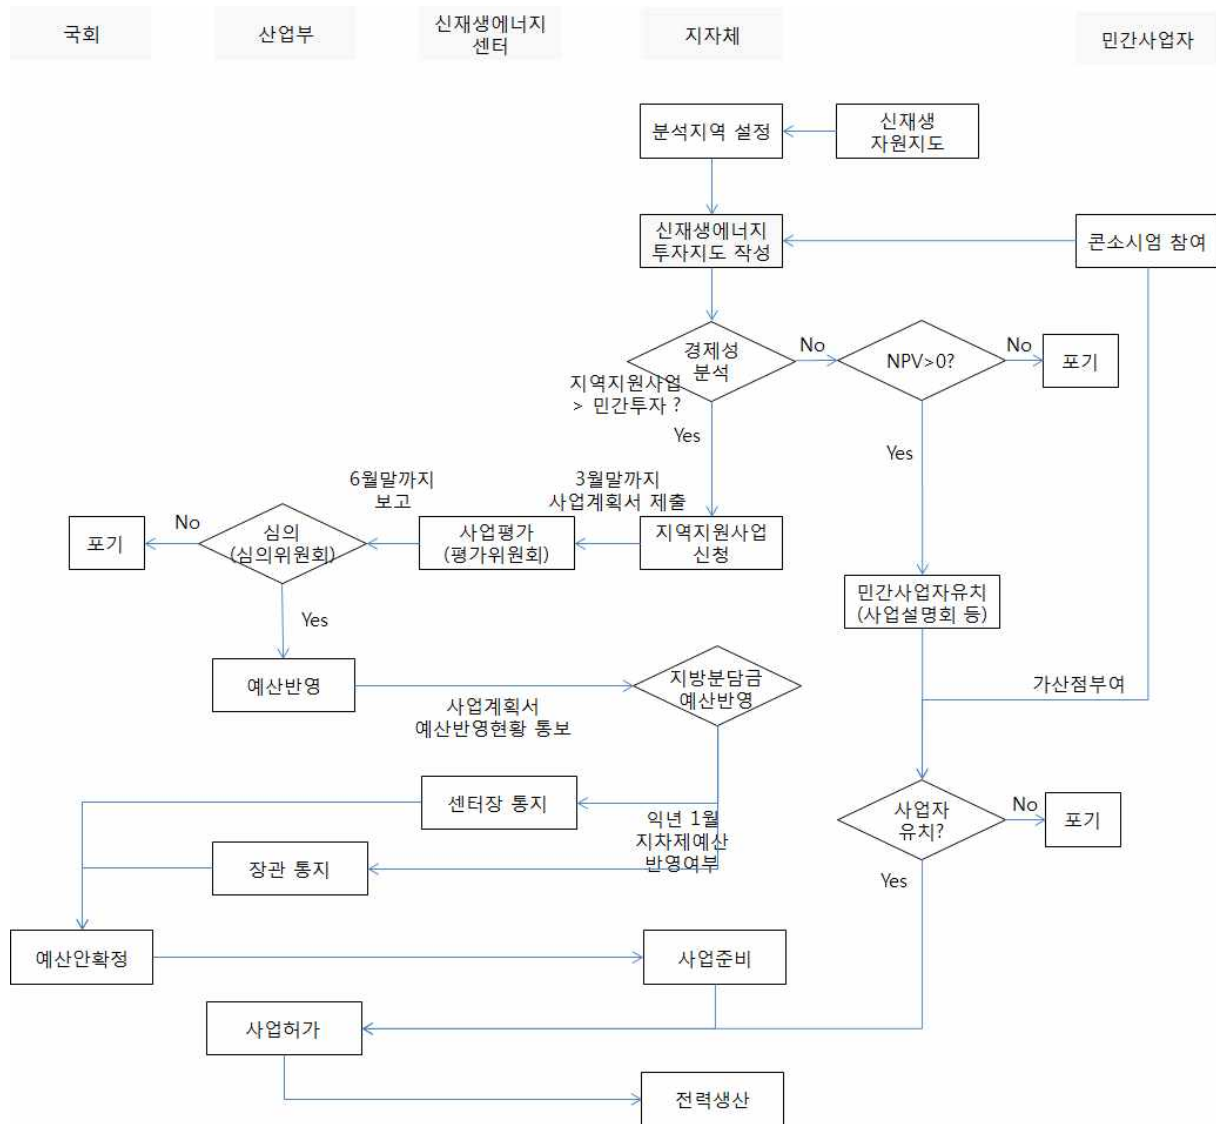 국회
산업부
신재생에너지
센터
지자체
민간사업자
분석지역 설정
신재생
자원지도
신재생에너지
투자지도 작성
콘소시엄 참여
경제성
분석
No
NPV>0?
No
포기
지역지원사업
> 민간투자 ?
Yes
Yes
6월말까지
보고
3월말까지
사업계획서 제출
포기
No
심의
(심의위원회)
사업평가
(평가위원회)
지역지원사업
신청
민간사업자유치
(사업설명회 등)
Yes
예산반영
지방분담금
예산반영
가산점부여
사업계획서
예산반영현황 통보
센터장 통지
익년 1월
지차제예산
반영여부
사업자
유치?
No
포기
장관 통지
Yes
예산안확정
사업준비
사업허가
전력생산